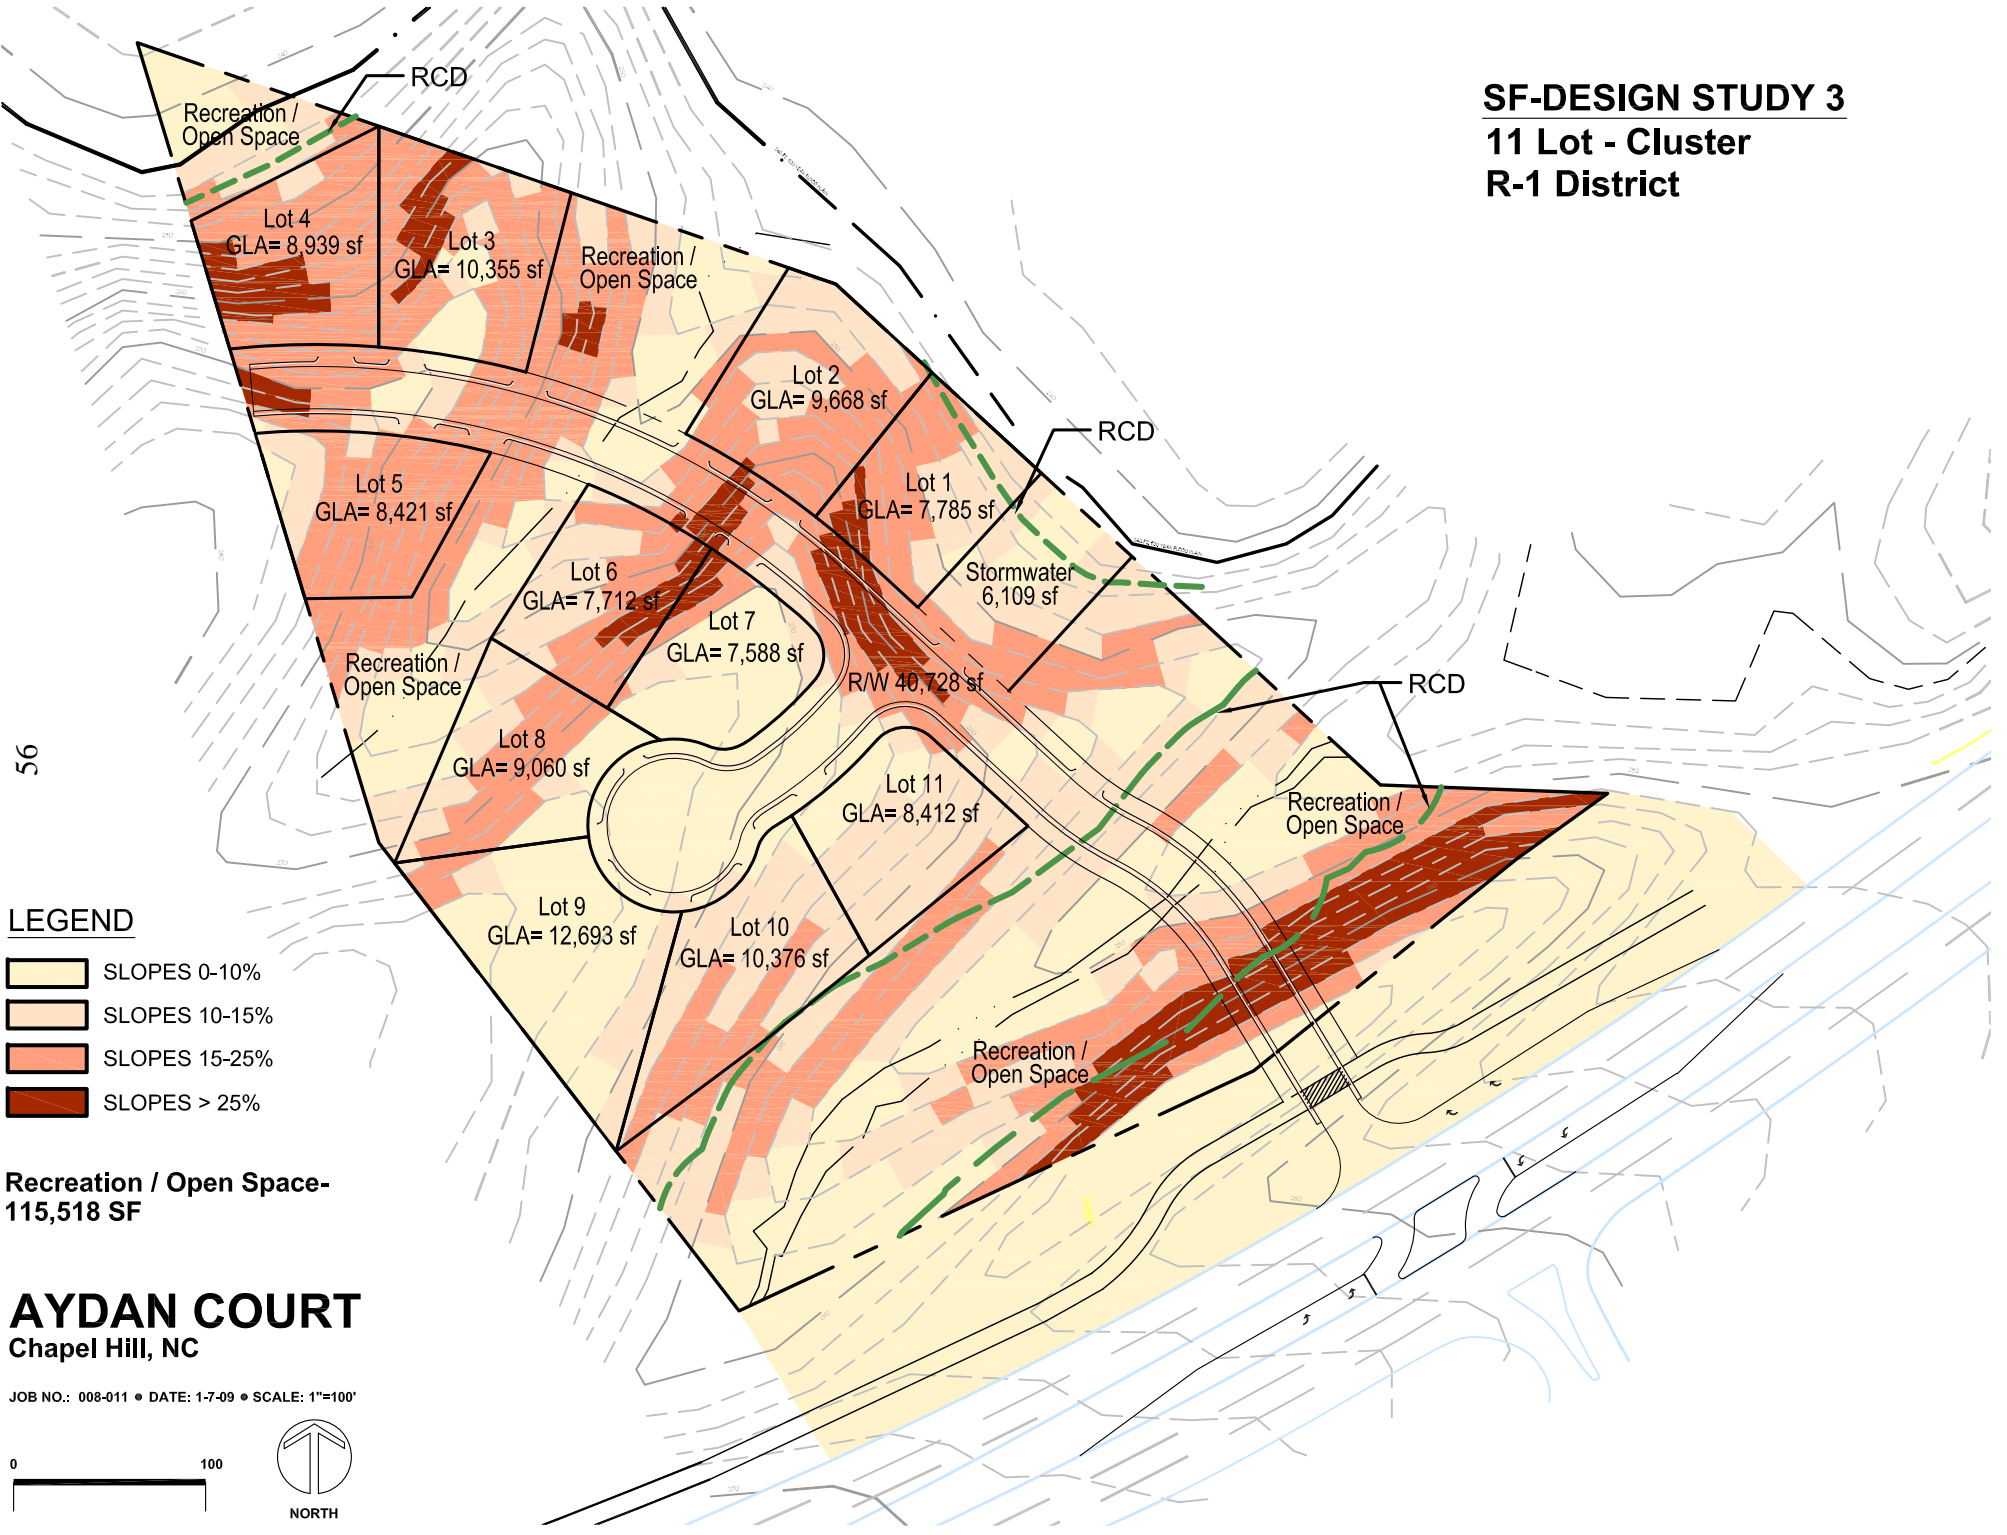 SF-DESIGN STUDY 3
11 Lot - Cluster
R-1 District
RCD
Recreation /
Open Space
Lot 4
GLA= 8,939 sf
Lot 3
GLA= 10,355 sf
Recreation /
Open Space
Lot 2
GLA= 9,668 sf
RCD
Lot 5
GLA= 8,421 sf
Lot 1
GLA= 7,785 sf
Lot 6
GLA= 7,712 sf
Stormwater
6,109 sf
Lot 7
GLA= 7,588 sf
Recreation /
Open Space
R/W 40,728 sf
RCD
Lot 8
GLA= 9,060 sf
Lot 11
GLA= 8,412 sf
Recreation /
Open Space
Lot 9
GLA= 12,693 sf
Lot 10
GLA= 10,376 sf
Recreation /
Open Space
56
LEGEND
SLOPES 0-10%
SLOPES 10-15%
SLOPES 15-25%
SLOPES > 25%
Recreation / Open Space-
115,518 SF
AYDAN COURT
Chapel Hill, NC
JOB NO.: 008-011 • DATE: 1-7-09 • SCALE: 1"=100'
0 100
NORTH